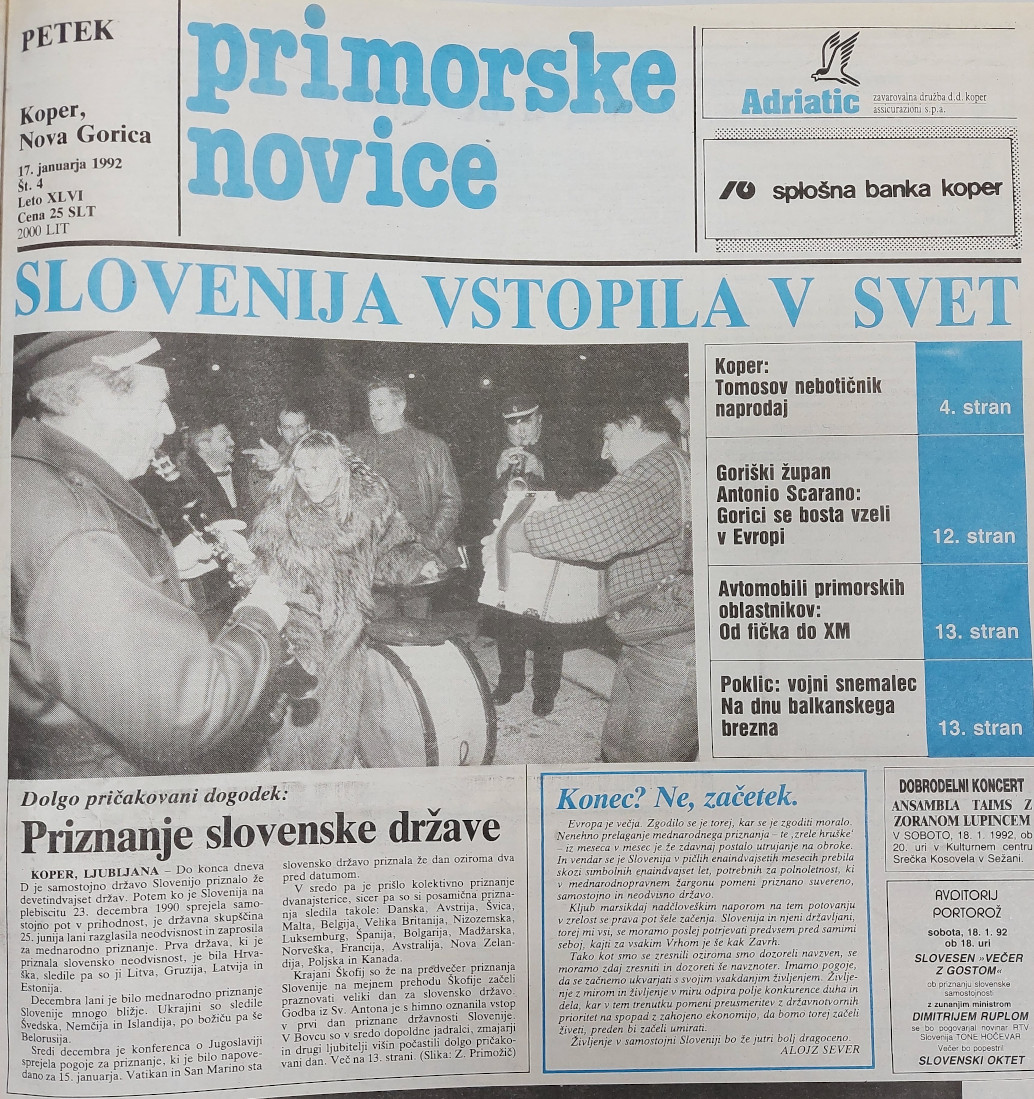 PETEK
Koper,
Nova Gorica
17. januarja 1992
Št. 4
Leto XLVI
Cena 25 SLT
2000 LIT
primorske
novice
Adriatic
zavarovalna družba d.d. koper
assicurazioni s.p.a.
splošna banka koper
SLOVENIJA VSTOPILA V SVET
Koper:
Tomosov nebotičnik
naprodaj
4. stran
Goriški župan
Antonio Scarano:
Gorici se bosta vzeli
v Evropi
12. stran
Avtomobili primorskih
oblastnikov:
Od fička do XM
13. stran
Poklic: vojni snemalec
Na dnu balkanskega
brezna
13. stran
Dolgo pričakovani dogodek:
Priznanje slovenske države
KOPER, LJUBLJANA – Do konca dneva
D je samostojno državo Slovenijo priznalo že
devetindvajset držav. Potem ko je Slovenija na
plebiscitu 23. decembra 1990 sprejela samo-
stojno pot v prihodnost, je državna skupščina
25. junija lani razglasila neodvisnost in zaprosila
za mednarodno priznanje. Prva država, ki je
priznala slovensko neodvisnost, je bila Hrva-
ška, sledile pa so ji Litva, Gruzija, Latvija in
Estonija.
Decembra lani je bilo mednarodno priznanje
Slovenije mnogo bližje. Ukrajini so sledile
Švedska, Nemčija in Islandija, po božiču pa še
Belorusija.
Sredi decembra je konferenca o Jugoslaviji
sprejela pogoje za priznanje, ki je bilo napove-
dano za 15. januarja. Vatikan in San Marino sta
slovensko državo priznala že dan oziroma dva
pred datumom.
V sredo pa je prišlo kolektivno priznanje
dvanajsterice, sicer pa so si posamična prizna-
nja sledila takole: Danska, Avstrija, Švica,
Malta, Belgija, Velika Britanija, Nizozemska,
Luksemburg, Španija, Bolgarija, Madžarska,
Norveška, Francija, Avstralija, Nova Zelan-
dija, Poljska in Kanada.
Krajani Škofij so že na predvečer priznanja
Slovenije na mejnem prehodu Škofije začeli
praznovati veliki dan za slovensko državo.
Godba iz Sv. Antona je s himno oznanila vstop
v prvi dan priznane državnosti Slovenije.
V Bovcu so v sredo dopoldne jadralci, zmajarji
in drugi ljubitelji višin počastili dolgo pričako-
vani dan. Več na 13. strani. (Slika: Z. Primožič)
Konec? Ne, začetek.
Evropa je večja. Zgodilo se je torej, kar se je zgoditi moralo.
Nenehno prelaganje mednarodnega priznanja – te ‚zrele hruške'
– iz meseca v mesec je že zdavnaj postalo utrujanje na obroke.
In vendar se je Slovenija v pičlih enaindvajsetih mesecih prebila
skozi simbolnih enaindvajset let, potrebnih za polnoletnost, ki
v mednarodnopravnem žargonu pomeni priznano suvereno,
samostojno in neodvisno državo.
Kljub marsikdaj nadčloveškim naporom na tem potovanju
v zrelost se prava pot šele začenja. Slovenija in njeni državljani,
torej mi vsi, se moramo poslej potrjevati predvsem pred samimi
seboj, kajti za vsakim Vrhom je še kak Zavrh.
Tako kot smo se zresnili oziroma smo dozoreli navzven, se
moramo zdaj zresniti in dozoreti še navznoter. Imamo pogoje,
da se začnemo ukvarjati s svojim vsakdanjim življenjem. Življe-
nje z mirom in življenje v miru odpira polje konkurence duha in
dela, kar v tem trenutku pomeni preusmeritev z državotvornih
prioritet na spopad z zahojeno ekonomijo, da bomo torej začeli
živeti, preden bi začeli umirati.
Življenje v samostojni Sloveniji bo že jutri bolj dragoceno.
ALOJZ SEVER
DOBRODELNI KONCERT
ANSAMBLA TAIMS Z
ZORANOM LUPINCEM
V SOBOTO, 18. 1. 1992, ob
20. uri v Kulturnem centru
Srečka Kosovela v Sežani.
AVDITORIJ
PORTOROŽ
sobota, 18. 1. 92
ob 18. uri
SLOVESEN »VEČER
Z GOSTOM«
ob priznanju slovenske
samostojnosti
z zunanjim ministrom
DIMITRIJEM RUPLOM
se bo pogovarjal novinar RTV
Slovenija TONE HOČEVAR
Večer bo popestril
SLOVENSKI OKTET